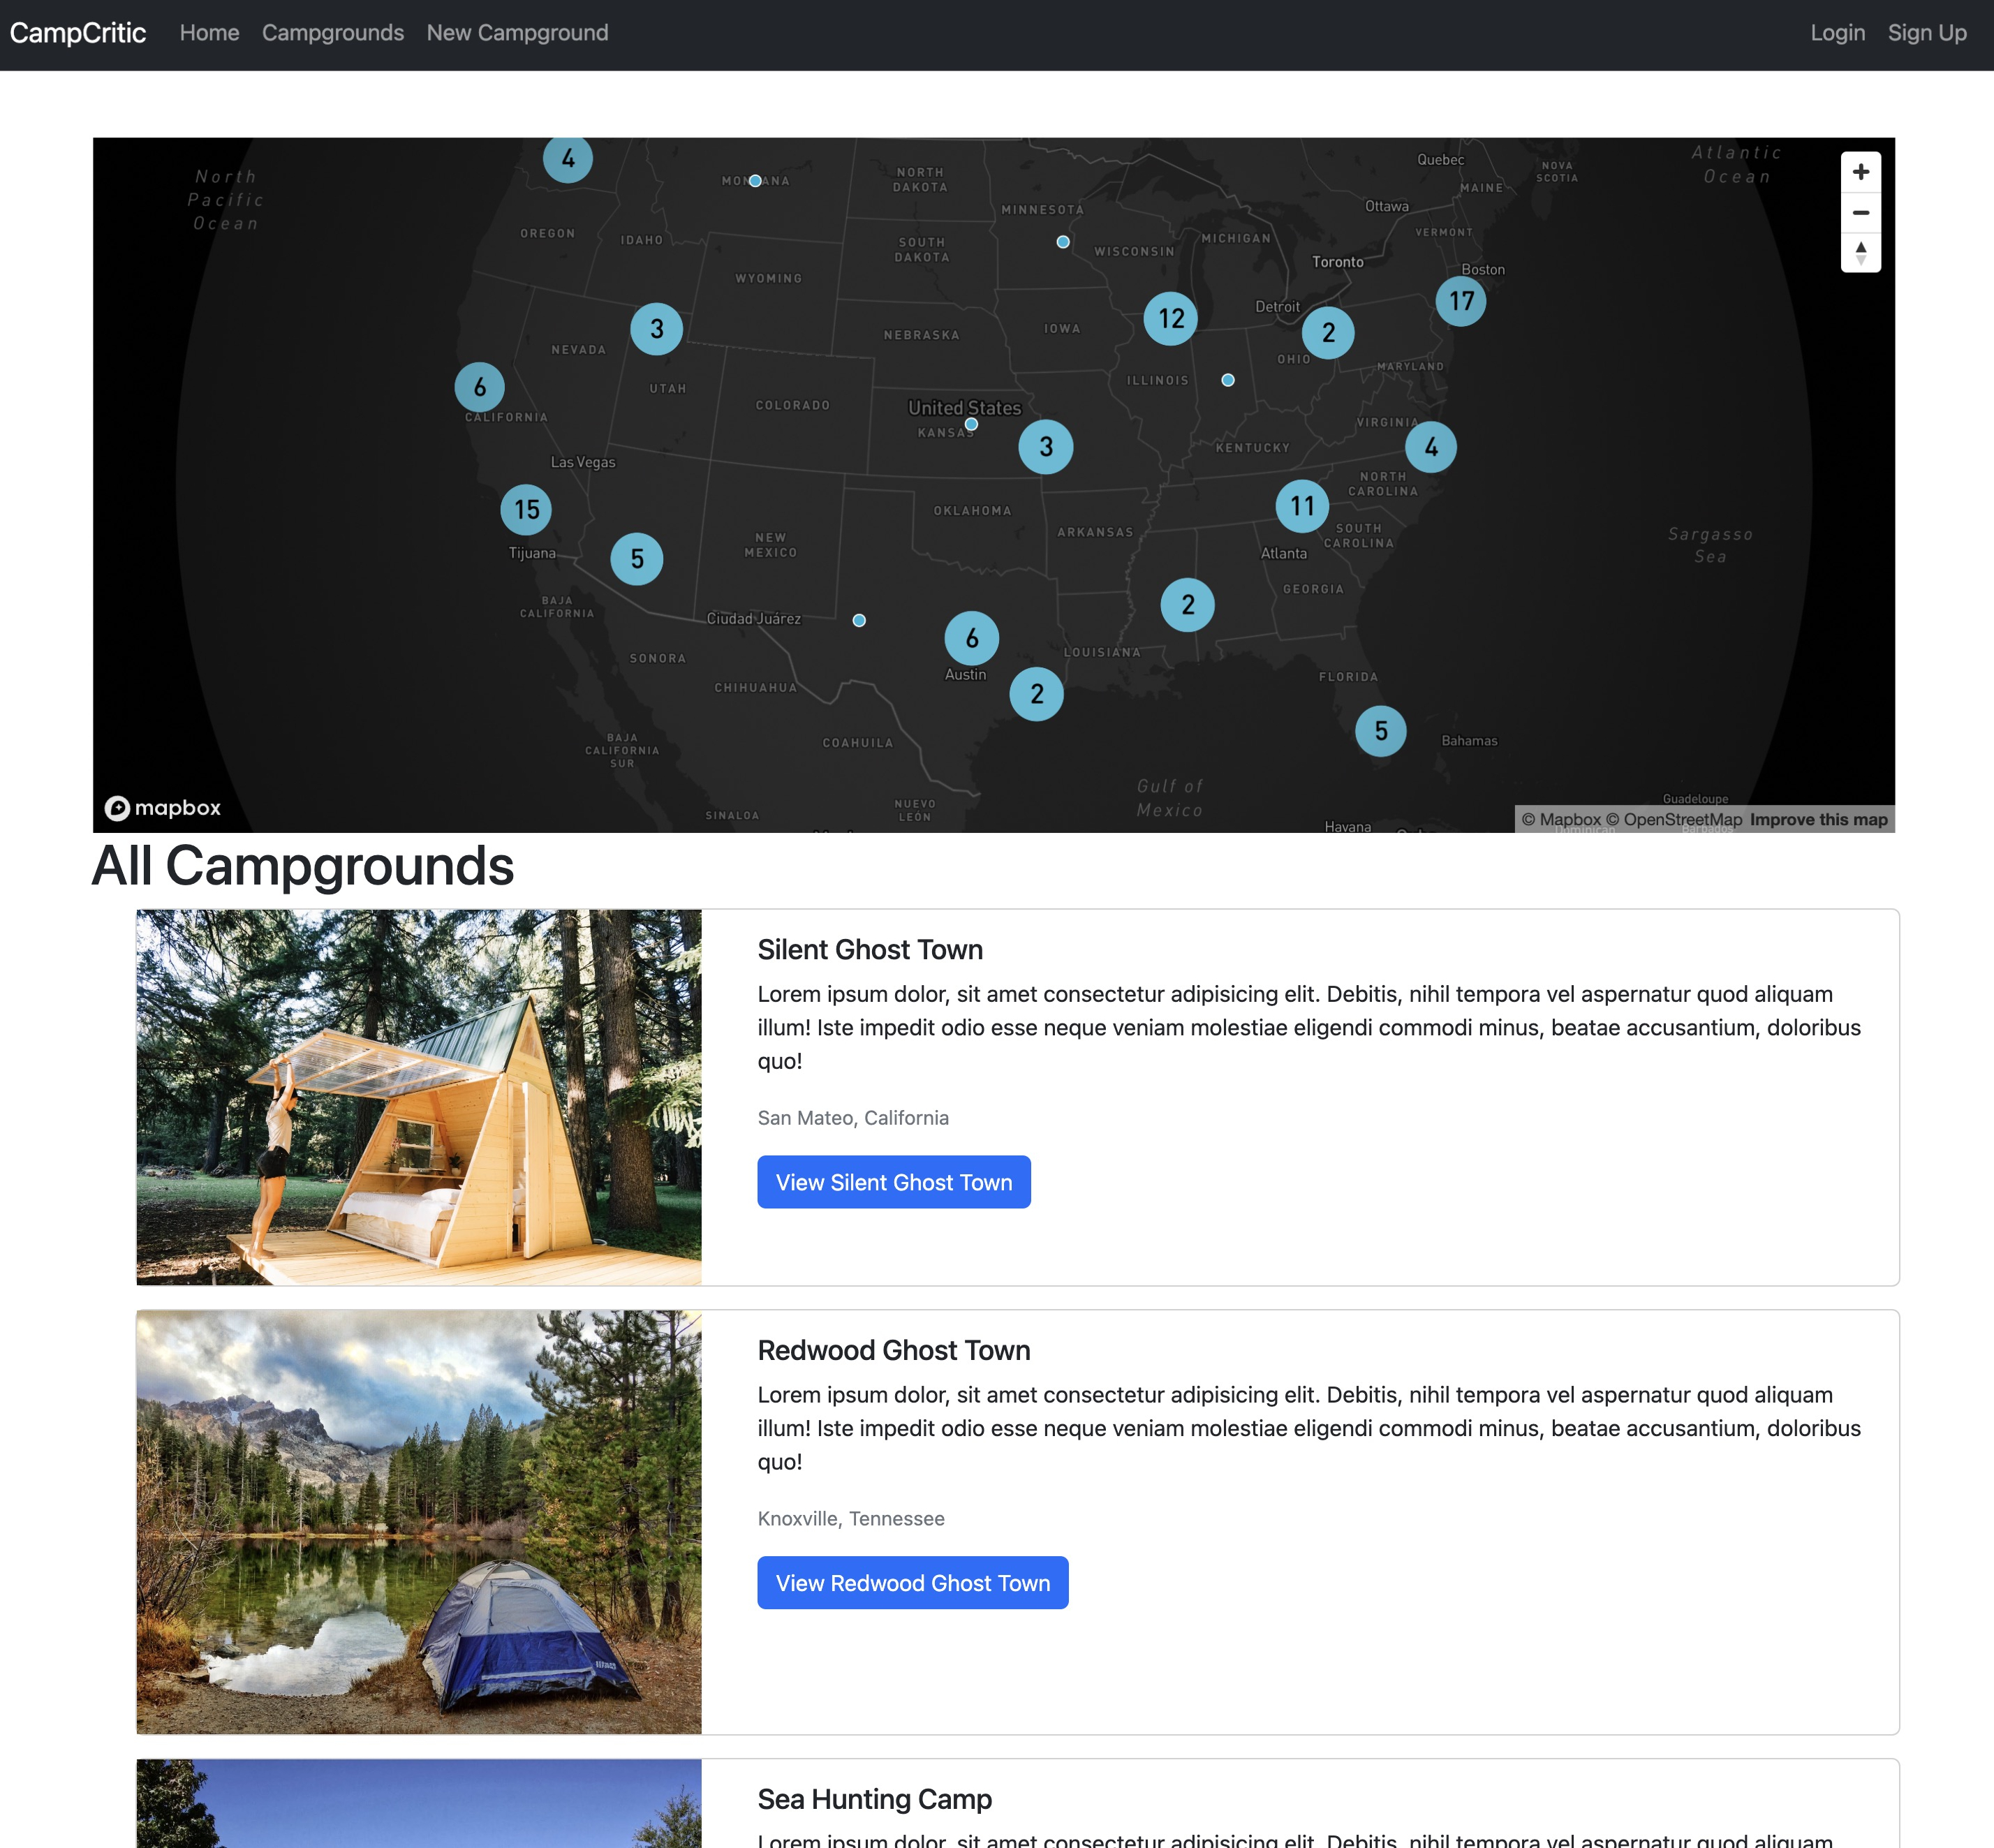 CampCritic Home Campgrounds New Campground Login Sign Up
North
Pacific
Ocean
4
MONTANA
NORTH
DAKOTA
Quebec
NOVA
SCOTIA
Atlantic
Ocean
MAINE
MINNESOTA
Ottawa
OREGON
IDAHO
SOUTH
DAKOTA
WISCONSIN
MICHIGAN
VERMONT
Toronto
Boston
WYOMING
17
Detroit
12
2
3
NEBRASKA
IOWA
NEVADA
OHIO
MARYLAND
6
UTAH
ILLINOIS
COLORADO
United States
CALIFORNIA
KANSAS
VIRGINIA
3
KENTUCKY
4
Las Vegas
NORTH
CAROLINA
15
OKLAHOMA
11
ARKANSAS
SOUTH
CAROLINA
Sargasso
Sea
Tijuana
NEW
MEXICO
Atlanta
5
GEORGIA
BAJA
CALIFORNIA
2
Ciudad Juárez
6
SONORA
LOUISIANA
Austin
FLORIDA
CHIHUAHUA
2
5
BAJA
CALIFORNIA
SUR
COAHUILA
Bahamas
Gulf of
Mexico
mapbox
NUEVO
LEÓN
SINALOA
Guadeloupe
Havana
© Mapbox © OpenStreetMap Improve this map
Dominican
Barbados
All Campgrounds
Silent Ghost Town
Lorem ipsum dolor, sit amet consectetur adipisicing elit. Debitis, nihil tempora vel aspernatur quod aliquam
illum! Iste impedit odio esse neque veniam molestiae eligendi commodi minus, beatae accusantium, doloribus
quo!
San Mateo, California
View Silent Ghost Town
Redwood Ghost Town
Lorem ipsum dolor, sit amet consectetur adipisicing elit. Debitis, nihil tempora vel aspernatur quod aliquam
illum! Iste impedit odio esse neque veniam molestiae eligendi commodi minus, beatae accusantium, doloribus
quo!
Knoxville, Tennessee
View Redwood Ghost Town
Sea Hunting Camp
Lorem ipsum dolor, sit amet consectetur adipisicing elit. Debitis, nihil tempora vel aspernatur quod aliquam